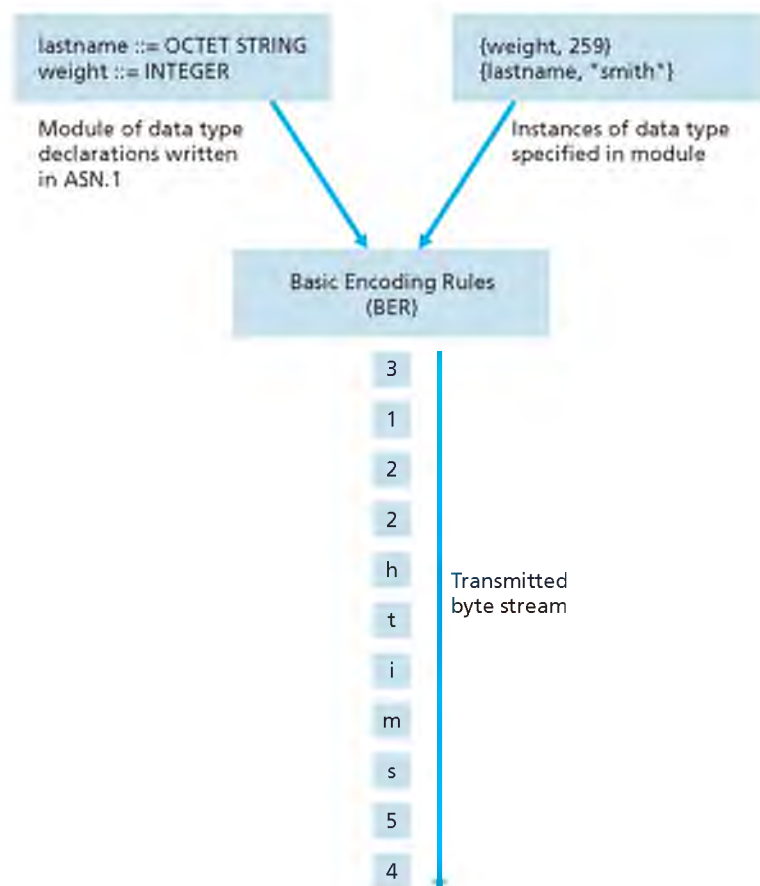 lastname ::= OCTET STRING
weight ::= INTEGER
{weight, 259}
{lastname, "smith"}
Module of data type
declarations written
in ASN.1
Instances of data type
specified in module
Basic Encoding Rules
(BER)
3
1
2
2
h
t
i
m
s
5
4
Transmitted
byte stream